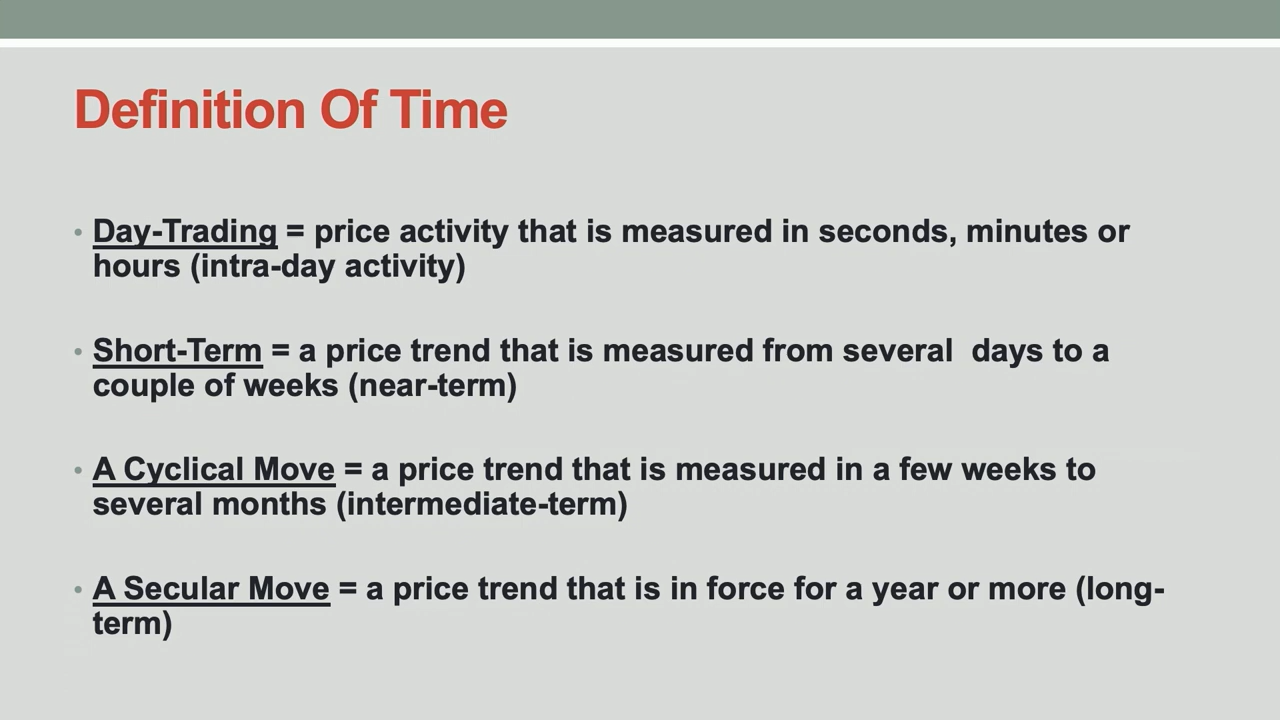 Definition Of Time
• Day-Trading = price activity that is measured in seconds, minutes or
hours (intra-day activity)
• Short-Term = a price trend that is measured from several  days to a
couple of weeks (near-term)
• A Cyclical Move = a price trend that is measured in a few weeks to
several months (intermediate-term)
• A Secular Move = a price trend that is in force for a year or more (long-
term)